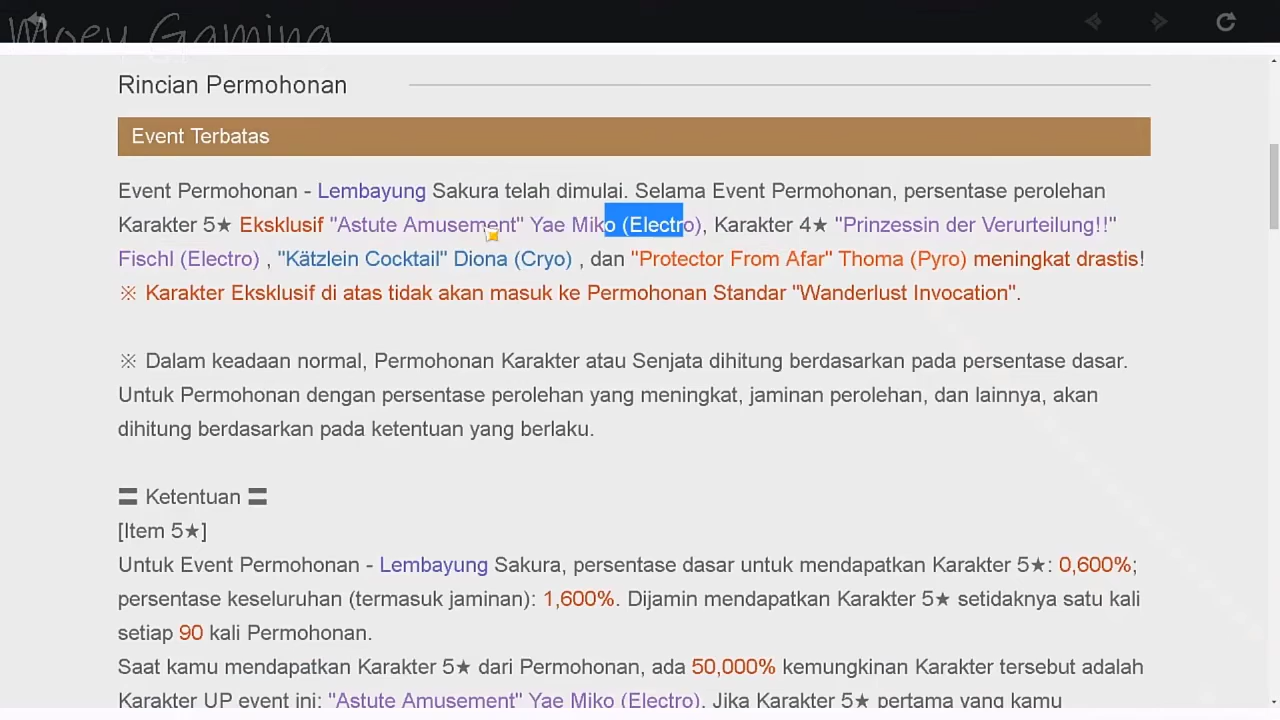 Moey Gaming
Rincian Permohonan
Event Terbatas
Event Permohonan - Lembayung Sakura telah dimulai. Selama Event Permohonan, persentase perolehan
Karakter 5★ Eksklusif "Astute Amusement" Yae Miko (Electro), Karakter 4★ "Prinzessin der Verurteilung!!"
Fischl (Electro) , "Kätzlein Cocktail" Diona (Cryo) , dan "Protector From Afar" Thoma (Pyro) meningkat drastis!
※ Karakter Eksklusif di atas tidak akan masuk ke Permohonan Standar "Wanderlust Invocation".
※ Dalam keadaan normal, Permohonan Karakter atau Senjata dihitung berdasarkan pada persentase dasar.
Untuk Permohonan dengan persentase perolehan yang meningkat, jaminan perolehan, dan lainnya, akan
dihitung berdasarkan pada ketentuan yang berlaku.
〓 Ketentuan 〓
[Item 5★]
Untuk Event Permohonan - Lembayung Sakura, persentase dasar untuk mendapatkan Karakter 5★: 0,600%;
persentase keseluruhan (termasuk jaminan): 1,600%. Dijamin mendapatkan Karakter 5★ setidaknya satu kali
setiap 90 kali Permohonan.
Saat kamu mendapatkan Karakter 5★ dari Permohonan, ada 50,000% kemungkinan Karakter tersebut adalah
Karakter UP event ini: "Astute Amusement" Yae Miko (Electro). Jika Karakter 5★ pertama yang kamu